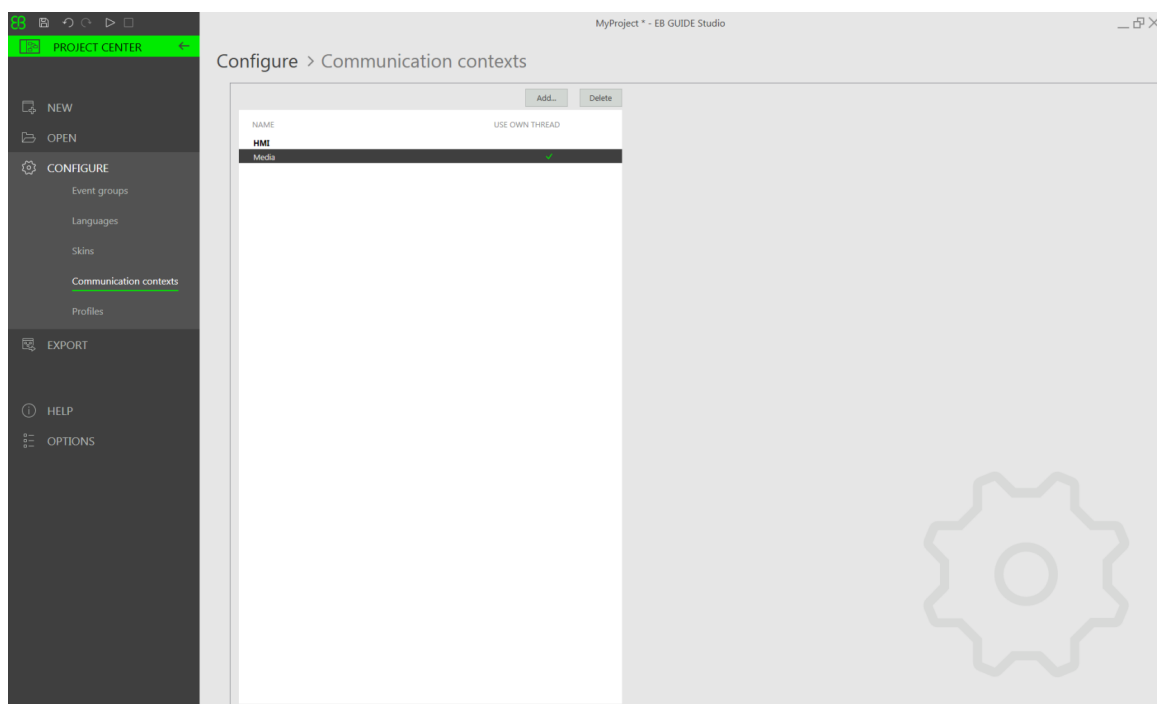 EB
MyProject * - EB GUIDE Studio
PROJECT CENTER
Configure > Communication contexts
NEW
OPEN
CONFIGURE
Event groups
Languages
Skins
Communication contexts
Profiles
EXPORT
HELP
OPTIONS
Add... Delete
NAME USE OWN THREAD
HMI
Media